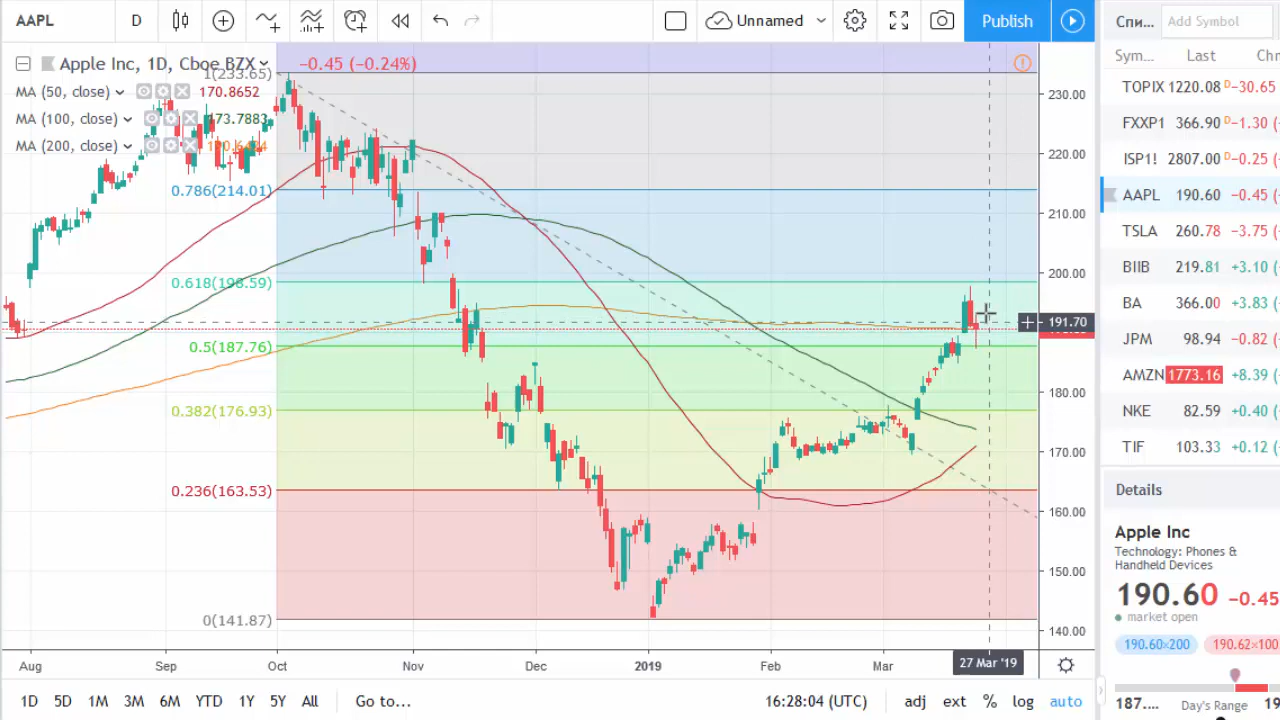 AAPL D Unnamed Publish Спи... Add Symbol
Apple Inc, 1D, Cboe BZX −0.45 (−0.24%)
1(233.65)
MA (50, close) 170.8652
MA (100, close) 173.7883
MA (200, close)
0.786(214.01)
0.618(198.59)
0.5(187.76)
0.382(176.93)
0.236(163.53)
0(141.87)
230.00
220.00
210.00
200.00
191.70
180.00
170.00
160.00
150.00
140.00
Aug Sep Oct Nov Dec 2019 Feb Mar 27 Mar '19
1D 5D 1M 3M 6M YTD 1Y 5Y All Go to... 16:28:04 (UTC) adj ext % log auto
Sym... Last Chn
TOPIX 1220.08 D −30.65
FXXP1 366.90 D −1.30 (
ISP1! 2807.00 D −0.25 (
AAPL 190.60 −0.45 (
TSLA 260.78 −3.75 (
BIIB 219.81 +3.10 (
BA 366.00 +3.83 (
JPM 98.94 −0.82 (
AMZN 1773.16 +8.39 (
NKE 82.59 +0.40 (
TIF 103.33 +0.12 (
Details
Apple Inc
Technology: Phones &
Handheld Devices
190.60 −0.45
market open
190.60×200 190.62×100
187.... Day's Range 19